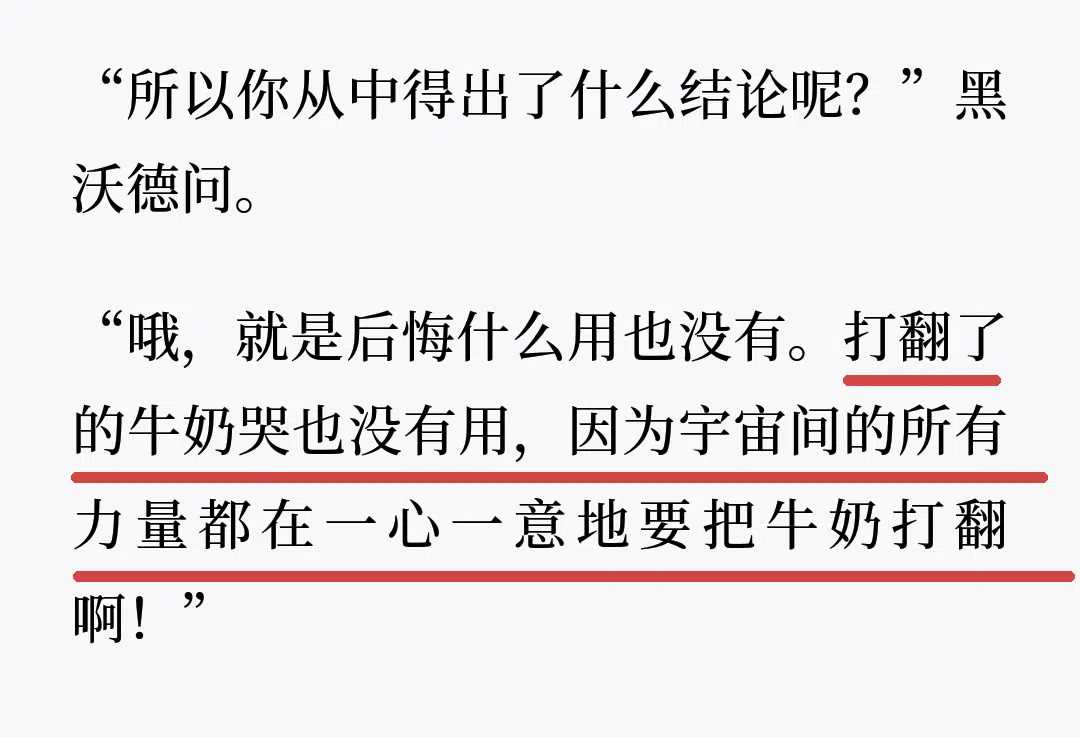 “所以你从中得出了什么结论呢？”黑
沃德问。
“哦，就是后悔什么用也没有。打翻了
的牛奶哭也没有用，因为宇宙间的所有
力量都在一心一意地要把牛奶打翻
啊！”